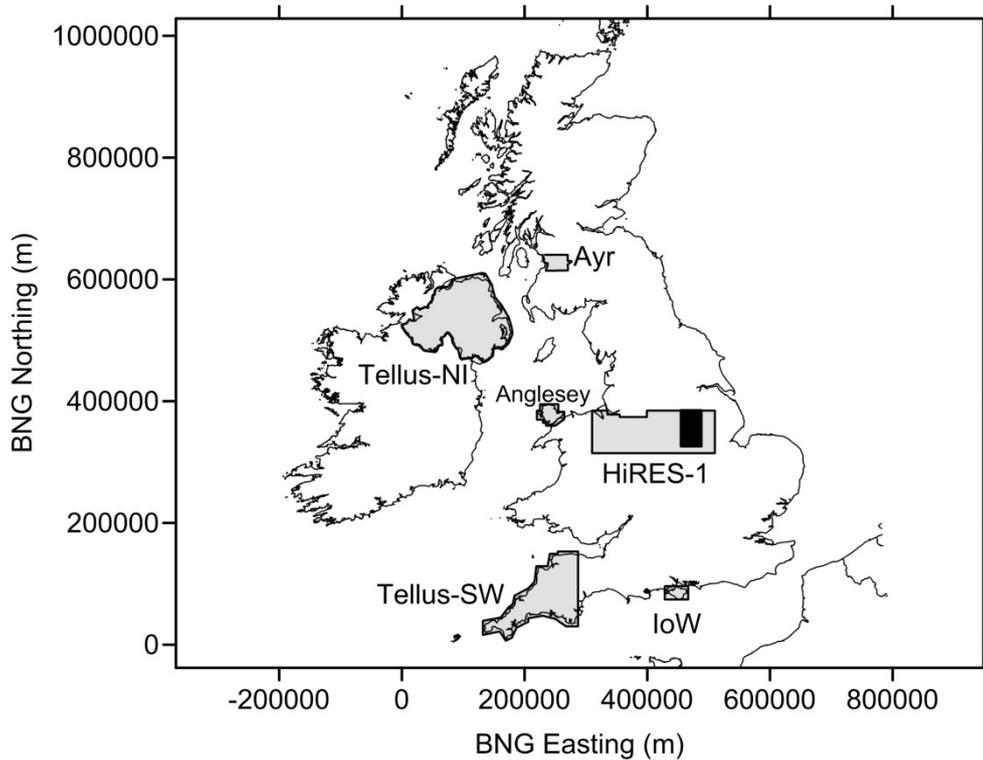 1000000
800000
600000
400000
200000
0
BNG Northing (m)
Ayr
Tellus-NI
Anglesey
HiRES-1
Tellus-SW
IoW
-200000 0 200000 400000 600000 800000
BNG Easting (m)